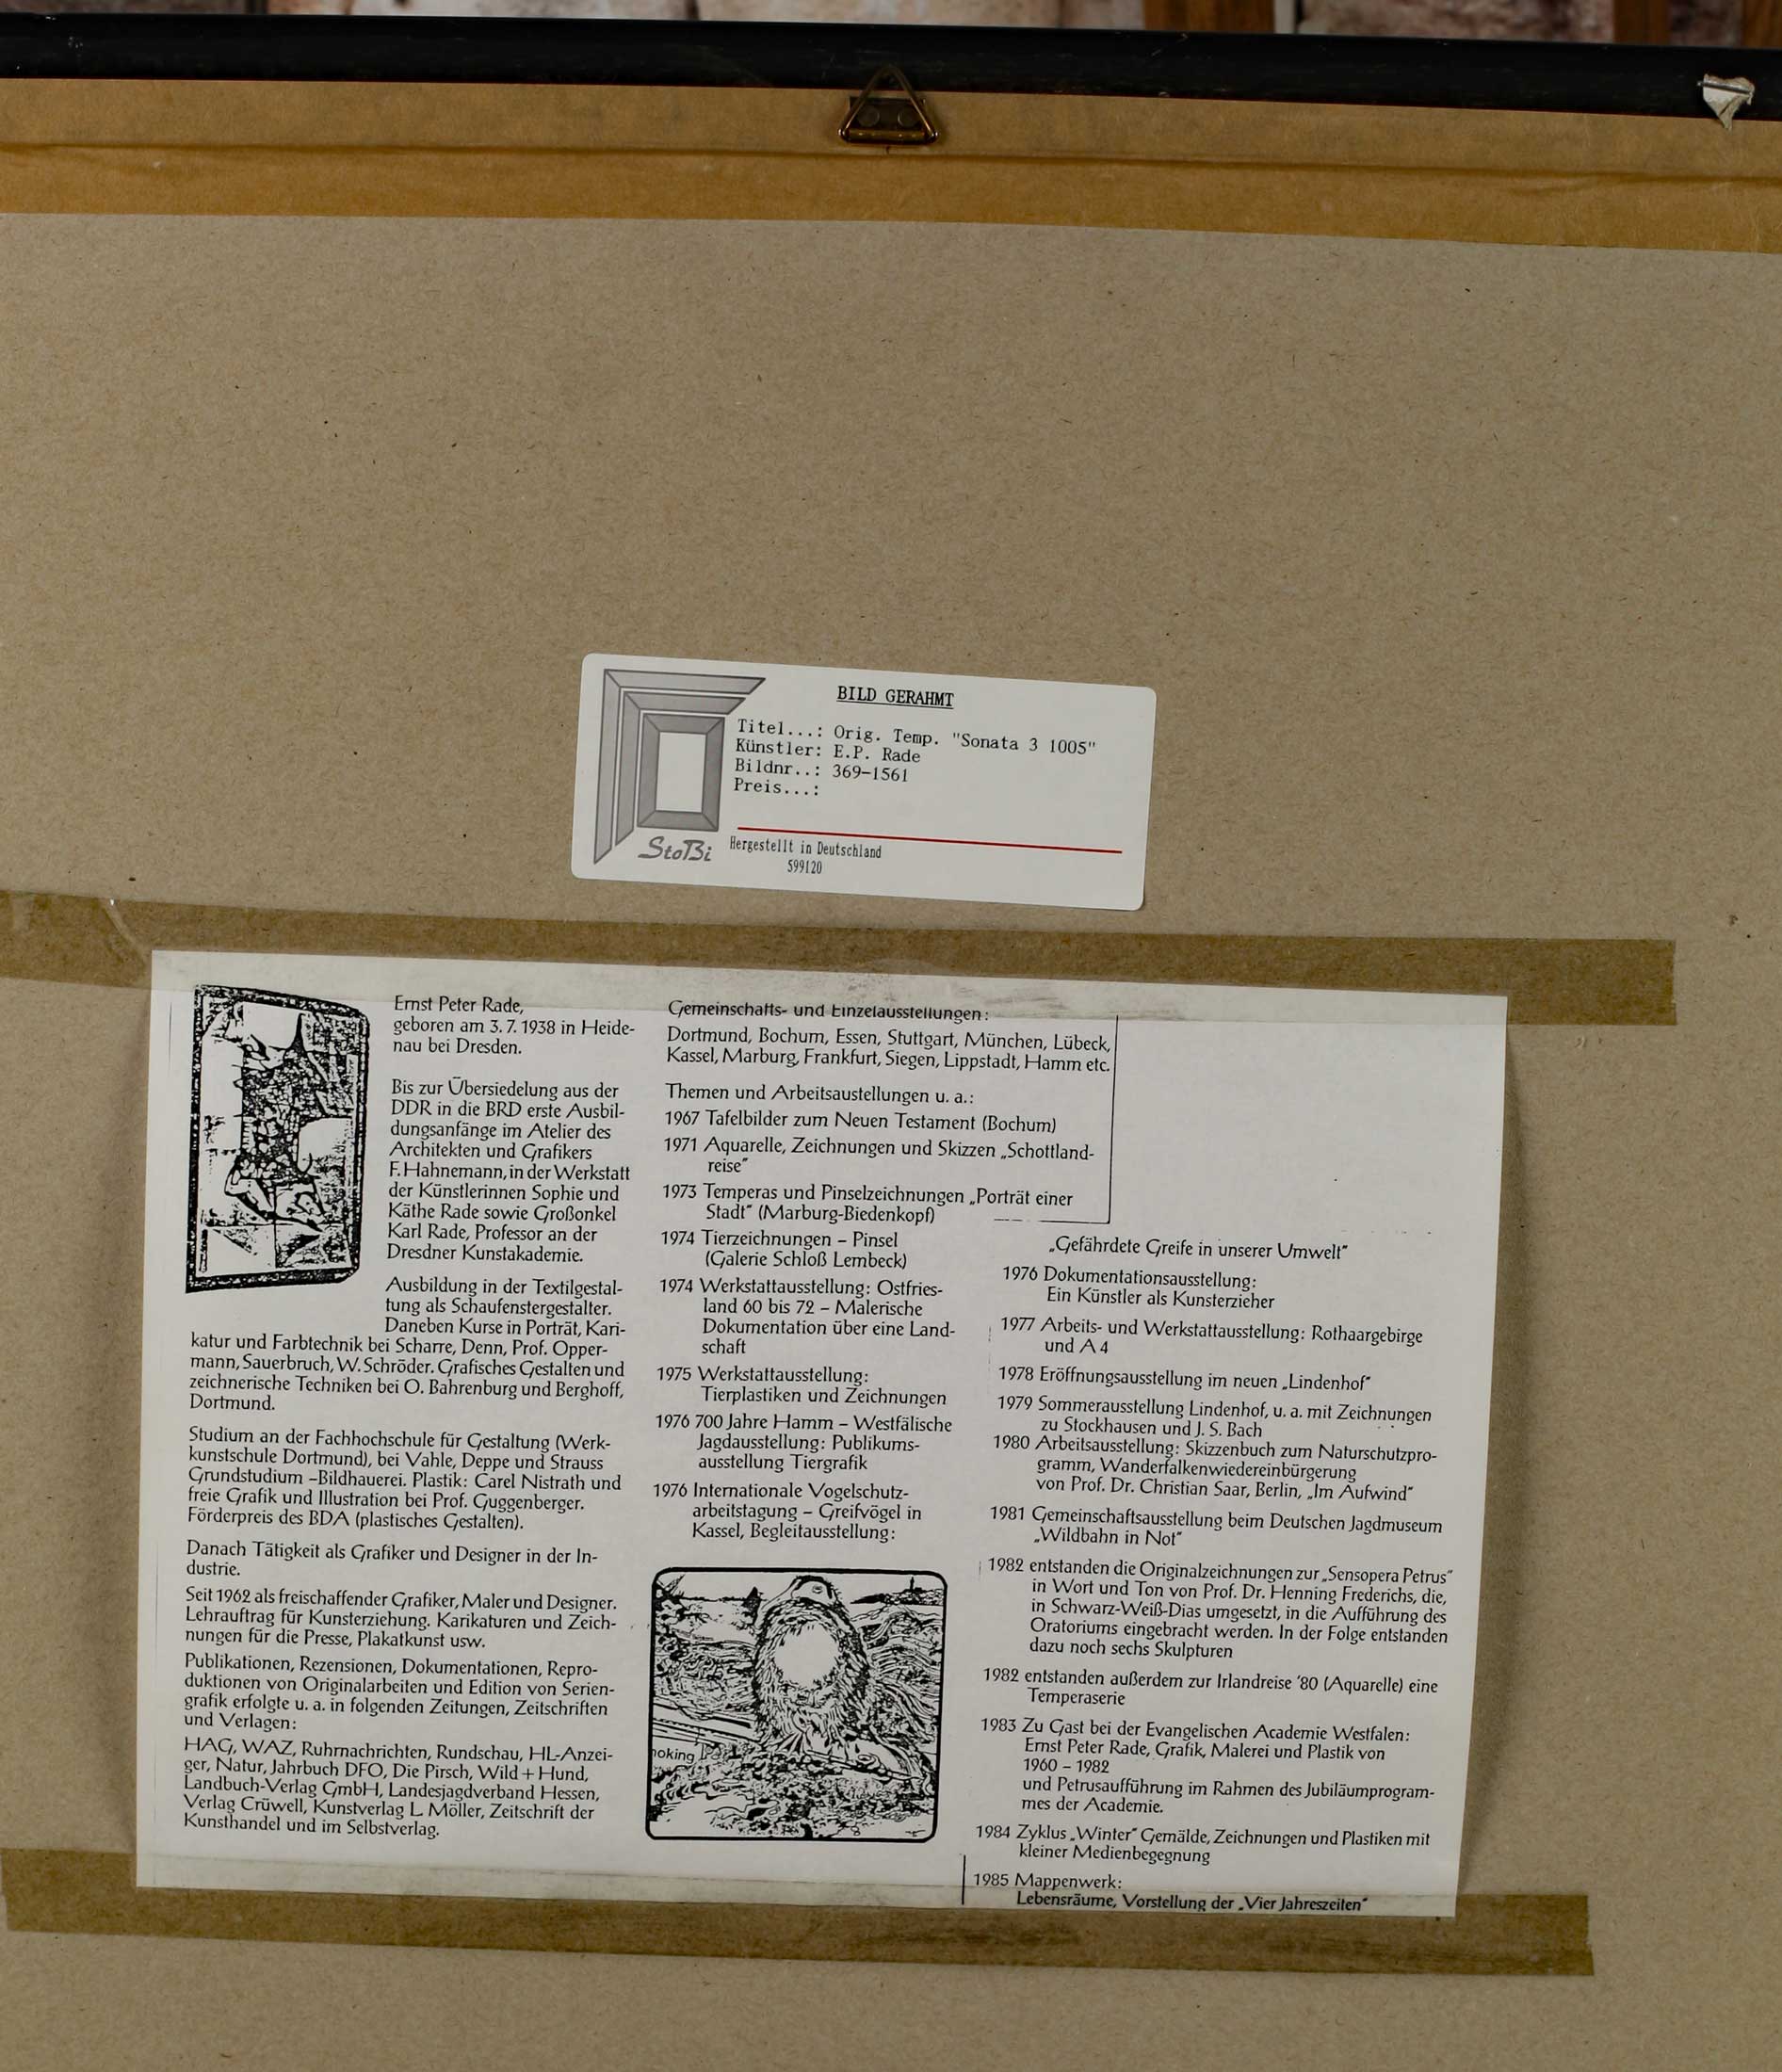 BILD GERAHMT
Titel...: Orig. Temp. "Sonata 3 1005"
Künstler: E.P. Rade
Bildnr..: 369-1561
Preis...:
StoBi
Hergestellt in Deutschland
599120
Ernst Peter Rade,
geboren am 3.7.1938 in Heide-
nau bei Dresden.
Bis zur Übersiedelung aus der
DDR in die BRD erste Ausbil-
dungsanfänge im Atelier des
Architekten und Grafikers
F. Hahnemann, in der Werkstatt
der Künstlerinnen Sophie und
Käthe Rade sowie Großonkel
Karl Rade, Professor an der
Dresdner Kunstakademie.
Ausbildung in der Textilgestal-
tung als Schaufenstergestalter.
Daneben Kurse in Porträt, Kari-
katur und Farbtechnik bei Scharre, Denn, Prof. Opper-
mann, Sauerbruch, W. Schröder. Grafisches Gestalten und
zeichnerische Techniken bei O. Bahrenburg und Berghoff,
Dortmund.
Studium an der Fachhochschule für Gestaltung (Werk-
kunstschule Dortmund), bei Vahle, Deppe und Strauss
Grundstudium –Bildhauerei. Plastik: Carel Nistrath und
freie Grafik und Illustration bei Prof. Guggenberger.
Förderpreis des BDA (plastisches Gestalten).
Danach Tätigkeit als Grafiker und Designer in der In-
dustrie.
Seit 1962 als freischaffender Grafiker, Maler und Designer.
Lehrauftrag für Kunsterziehung. Karikaturen und Zeich-
nungen für die Presse, Plakatkunst usw.
Publikationen, Rezensionen, Dokumentationen, Repro-
duktionen von Originalarbeiten und Edition von Serien-
grafik erfolgte u. a. in folgenden Zeitungen, Zeitschriften
und Verlagen:
HAG, WAZ, Ruhrnachrichten, Rundschau, HL-Anzei-
ger, Natur, Jahrbuch DFO, Die Pirsch, Wild + Hund,
Landbuch-Verlag GmbH, Landesjagdverband Hessen,
Verlag Crüwell, Kunstverlag L. Möller, Zeitschrift der
Kunsthandel und im Selbstverlag.
Gemeinschafts- und Einzelausstellungen:
Dortmund, Bochum, Essen, Stuttgart, München, Lübeck,
Kassel, Marburg, Frankfurt, Siegen, Lippstadt, Hamm etc.
Themen und Arbeitsaustellungen u. a.:
1967 Tafelbilder zum Neuen Testament (Bochum)
1971 Aquarelle, Zeichnungen und Skizzen „Schottland-
reise"
1973 Temperas und Pinselzeichnungen „Porträt einer
Stadt" (Marburg-Biedenkopf)
1974 Tierzeichnungen – Pinsel
(Galerie Schloß Lembeck)
1974 Werkstattausstellung: Ostfries-
land 60 bis 72 – Malerische
Dokumentation über eine Land-
schaft
1975 Werkstattausstellung:
Tierplastiken und Zeichnungen
1976 700 Jahre Hamm – Westfälische
Jagdausstellung: Publikums-
ausstellung Tiergrafik
1976 Internationale Vogelschutz-
arbeitstagung – Greifvögel in
Kassel, Begleitausstellung:
hoking
„Gefährdete Greife in unserer Umwelt"
1976 Dokumentationsausstellung:
Ein Künstler als Kunsterzieher
1977 Arbeits- und Werkstattausstellung: Rothaargebirge
und A 4
1978 Eröffnungsausstellung im neuen „Lindenhof"
1979 Sommerausstellung Lindenhof, u. a. mit Zeichnungen
zu Stockhausen und J. S. Bach
1980 Arbeitsausstellung: Skizzenbuch zum Naturschutzpro-
gramm, Wanderfalkenwiedereinbürgerung
von Prof. Dr. Christian Saar, Berlin, „Im Aufwind"
1981 Gemeinschaftsausstellung beim Deutschen Jagdmuseum
„Wildbahn in Not"
1982 entstanden die Originalzeichnungen zur „Sensopera Petrus"
in Wort und Ton von Prof. Dr. Henning Frederichs, die,
in Schwarz-Weiß-Dias umgesetzt, in die Aufführung des
Oratoriums eingebracht werden. In der Folge entstanden
dazu noch sechs Skulpturen
1982 entstanden außerdem zur Irlandreise '80 (Aquarelle) eine
Temperaserie
1983 Zu Gast bei der Evangelischen Academie Westfalen:
Ernst Peter Rade, Grafik, Malerei und Plastik von
1960 – 1982
und Petrusaufführung im Rahmen des Jubiläumprogram-
mes der Academie.
1984 Zyklus „Winter" Gemälde, Zeichnungen und Plastiken mit
kleiner Medienbegegnung
1985 Mappenwerk:
Lebensräume, Vorstellung der „Vier Jahreszeiten"